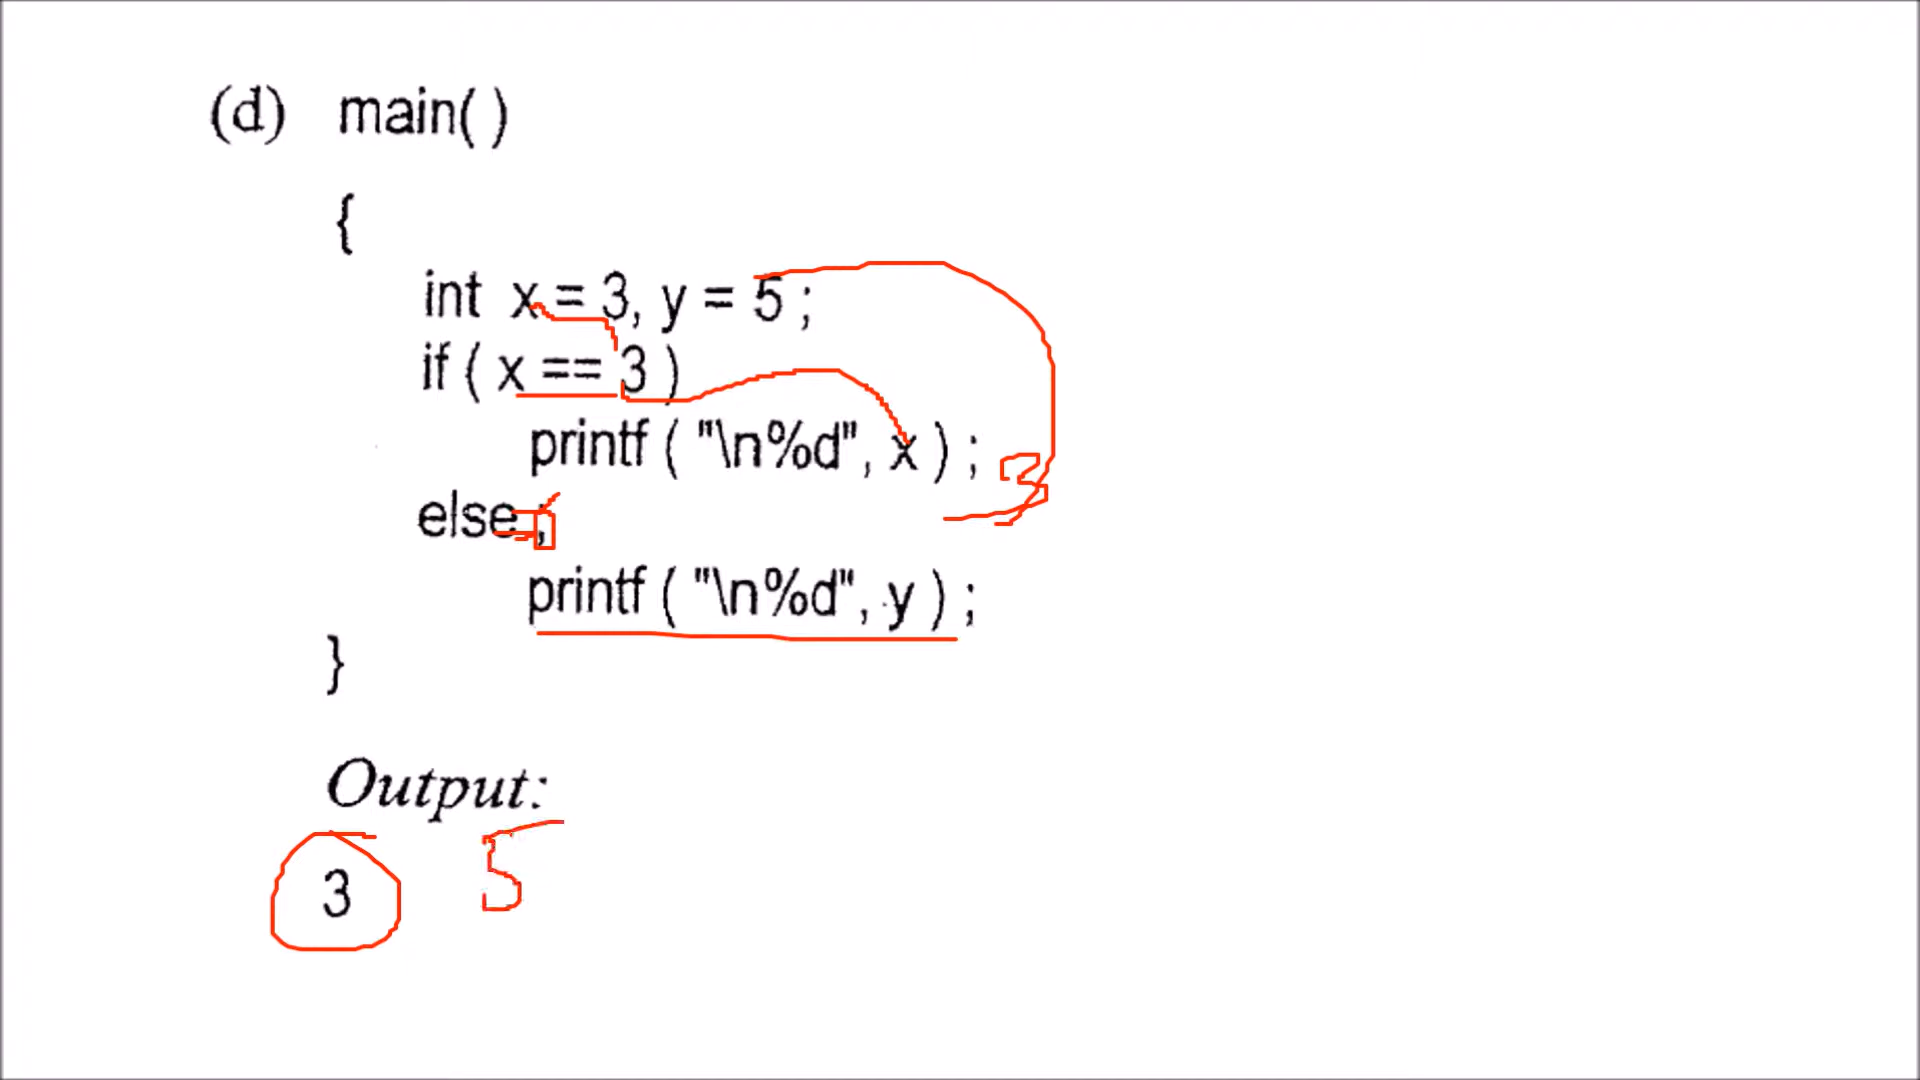 (d) main( )
{
int x = 3, y = 5 ;
if ( x == 3 )
printf ( "\n%d", x ) ; 3
else ;
printf ( "\n%d", y ) ;
}
Output:
3 5